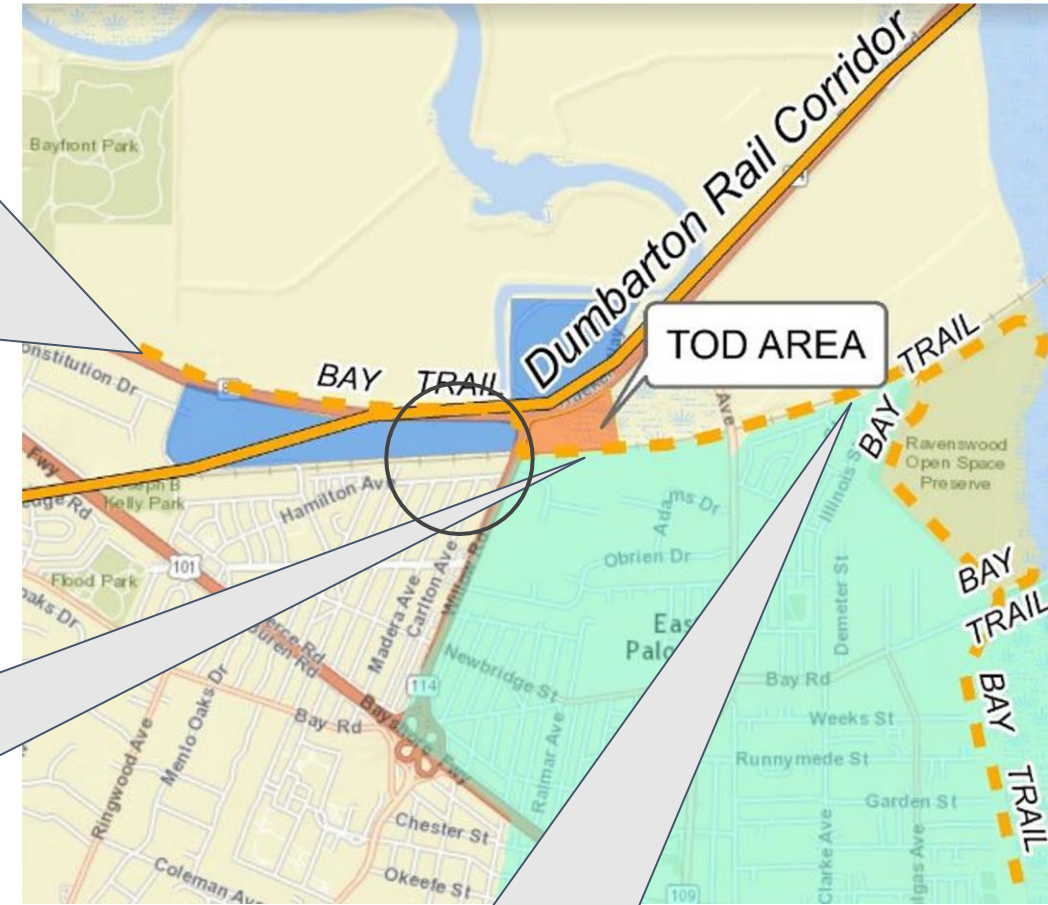 Bayfront Park
Dumbarton Rail Corridor
TOD AREA
BAY TRAIL
BAY TRAIL
BAY
Ravenswood
Open Space
Preserve
Kelly Park
Hamilton Ave
Flood Park
101
Fwy
Madera Ave
Carlton Ave
114
Newbridge St
Obrien Dr
Illinois
Demeter St
Bay Rd
Weeks St
Runnymede St
Garden St
BAY
TRAIL
BAY
TRAIL
Ringwood Ave
Menlo Oaks Dr
Bay Rd
Ralmar Ave
Chester St
Okeefe St
Coleman
109
Clarke Ave
Ave